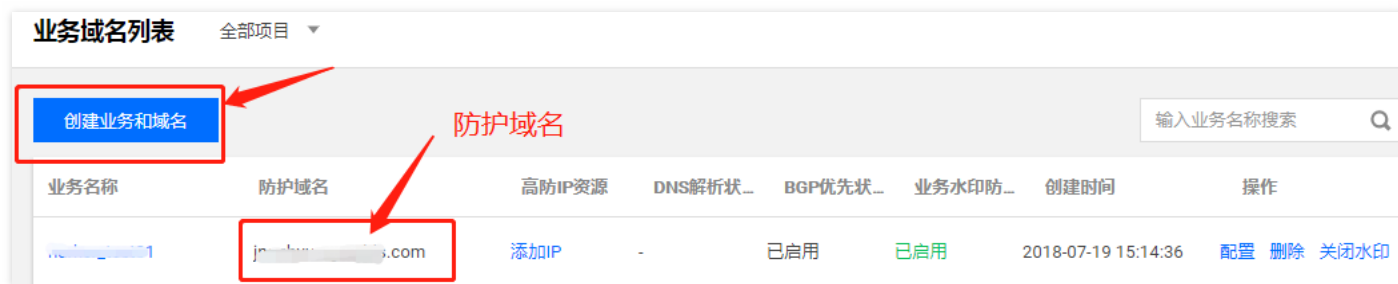 业务域名列表 全部项目
创建业务和域名
防护域名
输入业务名称搜索
业务名称 防护域名 高防IP资源 DNS解析状... BGP优先状... 业务水印防... 创建时间 操作
.com 添加IP - 已启用 已启用 2018-07-19 15:14:36 配置 删除 关闭水印